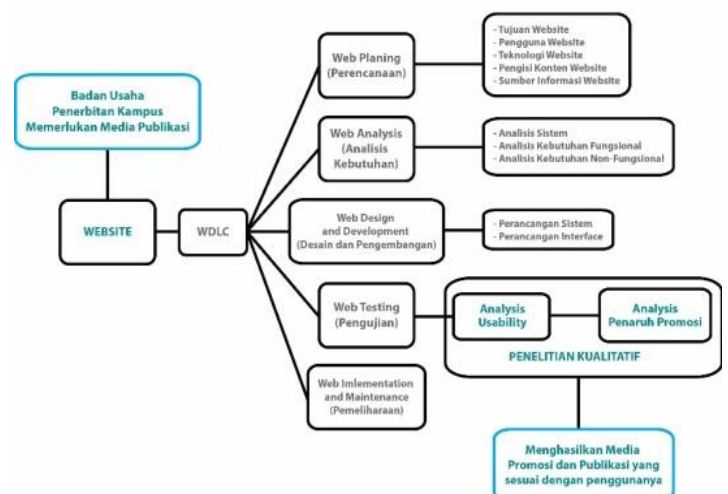 Badan Usaha
Penerbitan Kampus
Memerlukan Media Publikasi
WEBSITE
WDLC
Web Planing
(Perencanaan)
- Tujuan Website
- Pengguna Website
- Teknologi Website
- Pengisi Konten Website
- Sumber Informasi Website
Web Analysis
(Analisis
Kebutuhan)
- Analisis Sistem
- Analisis Kebutuhan Fungsional
- Analisis Kebutuhan Non-Fungsional
Web Design
and Development
(Desain dan Pengembangan)
- Perancangan Sistem
- Perancangan Interface
Web Testing
(Pengujian)
Analysis
Usability
Analysis
Penaruh Promosi
PENELITIAN KUALITATIF
Web Imlementation
and Maintenance
(Pemeliharaan)
Menghasilkan Media
Promosi dan Publikasi yang
sesuai dengan penggunanya